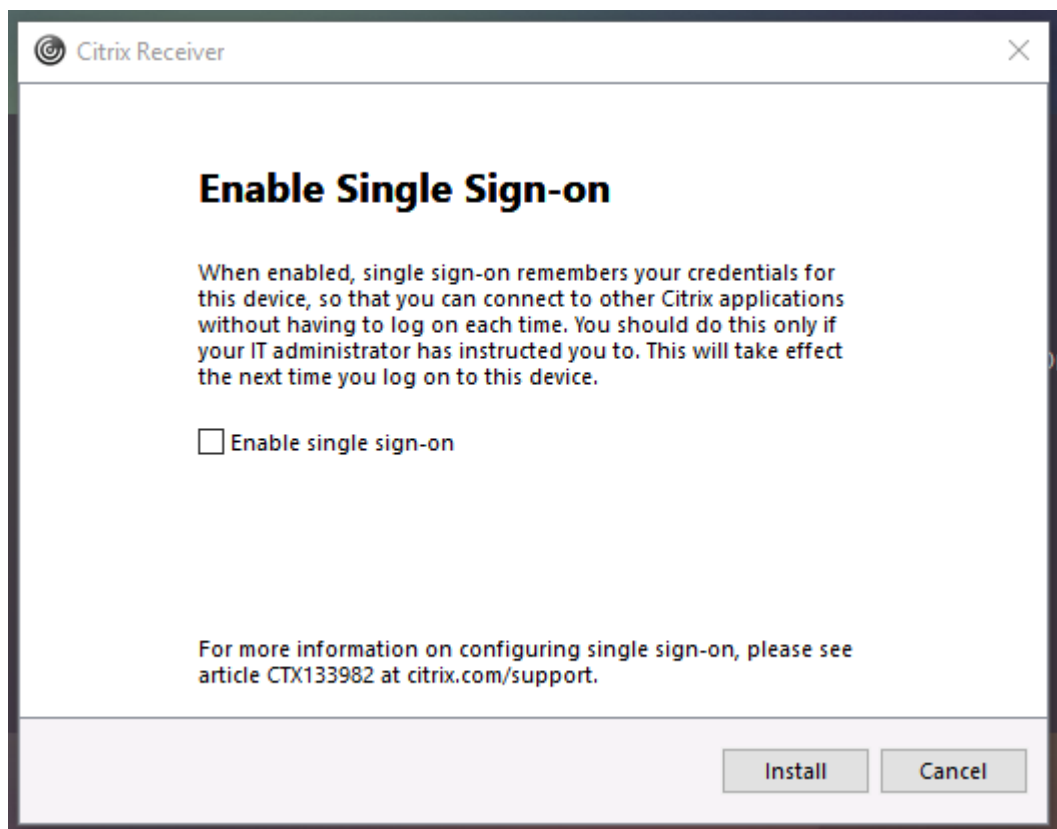 Citrix Receiver
Enable Single Sign-on
When enabled, single sign-on remembers your credentials for
this device, so that you can connect to other Citrix applications
without having to log on each time. You should do this only if
your IT administrator has instructed you to. This will take effect
the next time you log on to this device.
Enable single sign-on
For more information on configuring single sign-on, please see
article CTX133982 at citrix.com/support.
Install Cancel